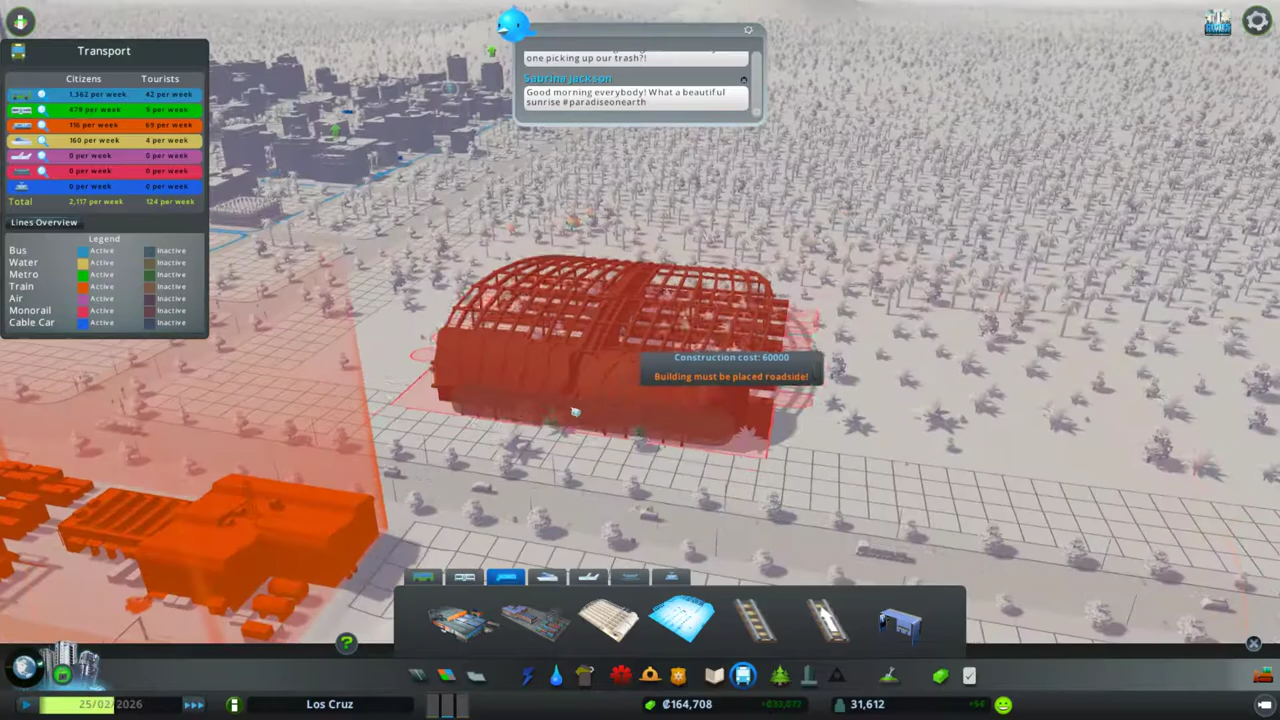 Transport
Citizens Tourists
1,362 per week 42 per week
479 per week 9 per week
116 per week 69 per week
160 per week 4 per week
0 per week 0 per week
0 per week 0 per week
0 per week 0 per week
Total 2,117 per week 124 per week
Lines Overview
Legend
Bus Active Inactive
Water Active Inactive
Metro Active Inactive
Train Active Inactive
Air Active Inactive
Monorail Active Inactive
Cable Car Active Inactive
one picking up our trash?!
Sabrina Jackson
Good morning everybody! What a beautiful
sunrise #paradiseonearth
Construction cost: 60000
Building must be placed roadside!
?
25/02/2026
Los Cruz
₡164,708
31,612